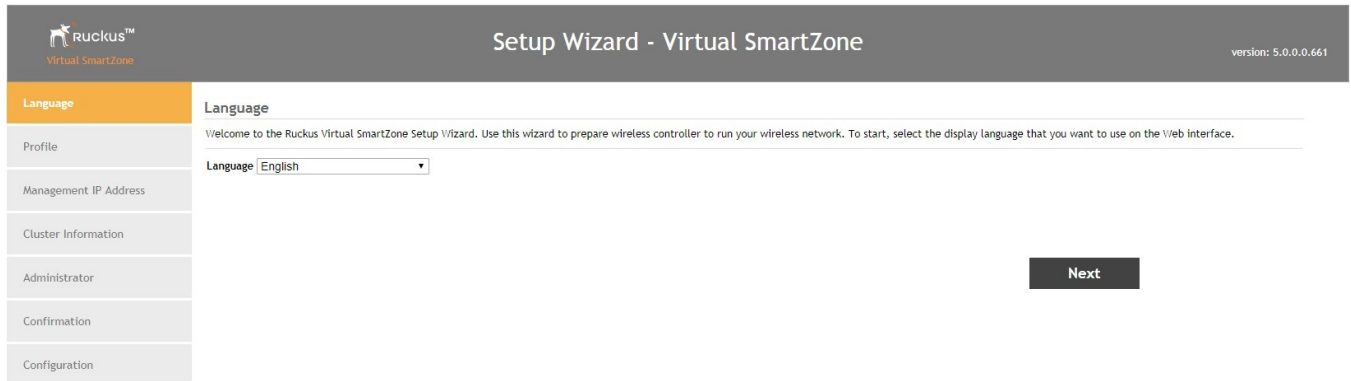 Ruckus™
Virtual SmartZone
Setup Wizard - Virtual SmartZone
version: 5.0.0.0.661
Language
Profile
Management IP Address
Cluster Information
Administrator
Confirmation
Configuration
Language
Welcome to the Ruckus Virtual SmartZone Setup Wizard. Use this wizard to prepare wireless controller to run your wireless network. To start, select the display language that you want to use on the Web interface.
Language English
Next